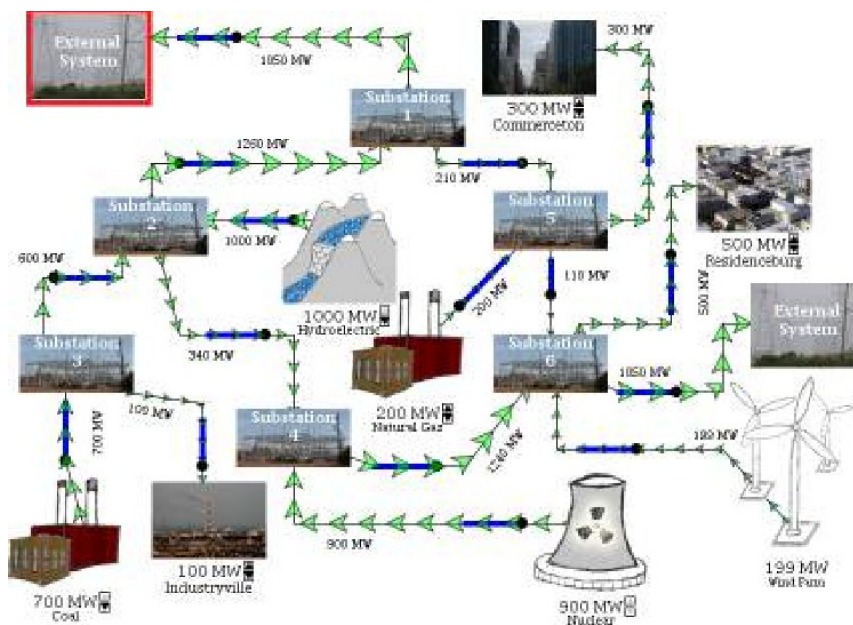 External
System
1050 MW
300 MW
Substation
1
300 MW
Commerceton
1260 MW
210 MW
Substation
2
1000 MW
Substation
5
500 MW
Residenceburg
600 MW
110 MW
500 MW
1000 MW
Hydroelectric
200 MW
External
System
340 MW
Substation
3
Substation
6
1050 MW
109 MW
200 MW
Natural Gaz
Substation
4
700 MW
1240 MW
199 MW
900 MW
100 MW
Industryville
199 MW
Wind Farm
700 MW
Coal
900 MW
Nuclear